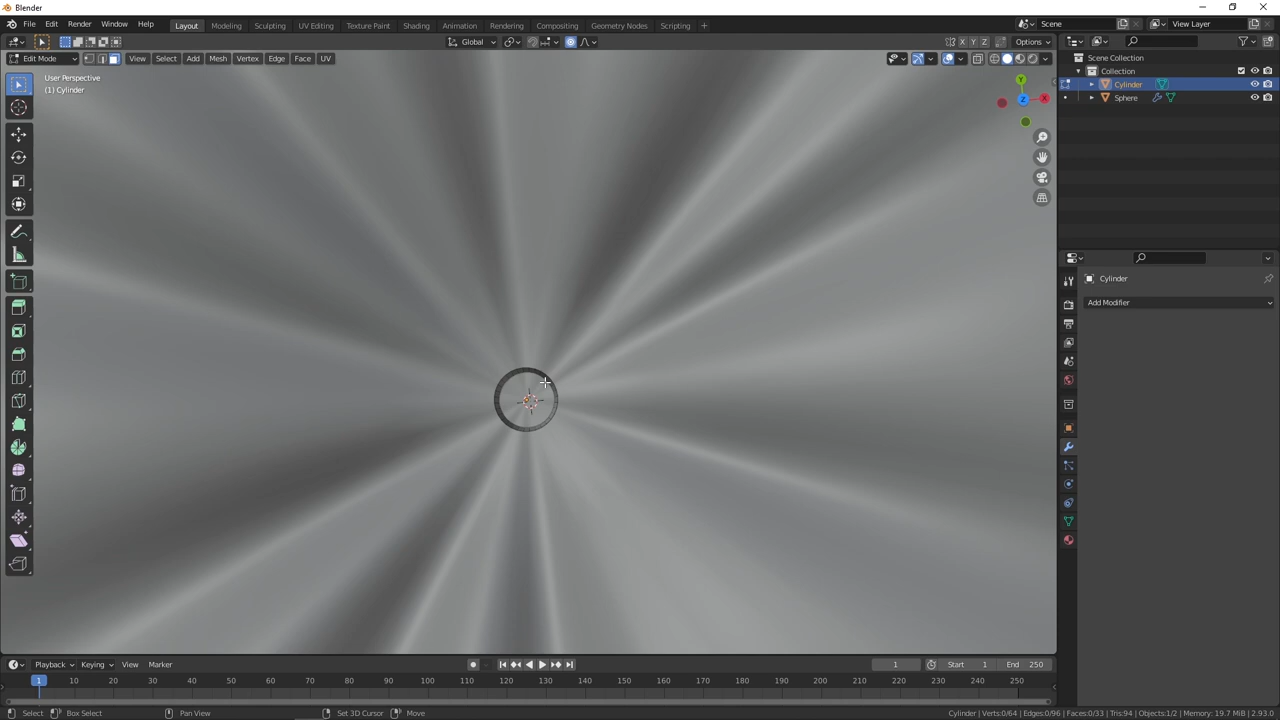 Blender
File Edit Render Window Help Layout Modeling Sculpting UV Editing Texture Paint Shading Animation Rendering Compositing Geometry Nodes Scripting + Scene View Layer
Global X Y Z Options
Edit Mode View Select Add Mesh Vertex Edge Face UV Scene Collection
User Perspective
(1) Cylinder
Collection
Cylinder
Sphere
Y
X
Z
Cylinder
Add Modifier
Playback Keying View Marker 1 Start 1 End 250
1 10 20 30 40 50 60 70 80 90 100 110 120 130 140 150 160 170 180 190 200 210 220 230 240 250
Select Box Select Pan View Set 3D Cursor Move Cylinder | Verts:0/64 | Edges:0/96 | Faces:0/33 | Tris:94 | Objects:1/2 | Memory: 19.7 MiB | 2.93.0